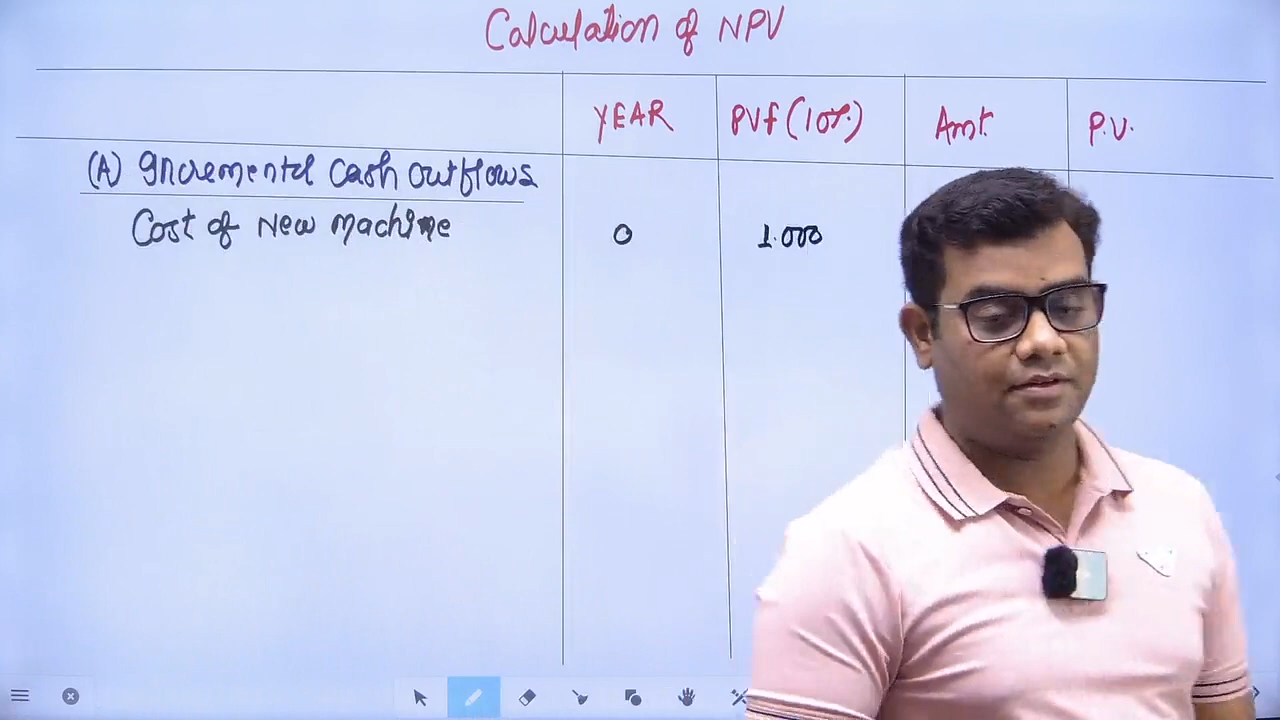 Calculation of NPV
YEAR PVf (10%) Amt. P.V.
(A) Incremental Cash outflows
Cost of New Machine 0 1.000